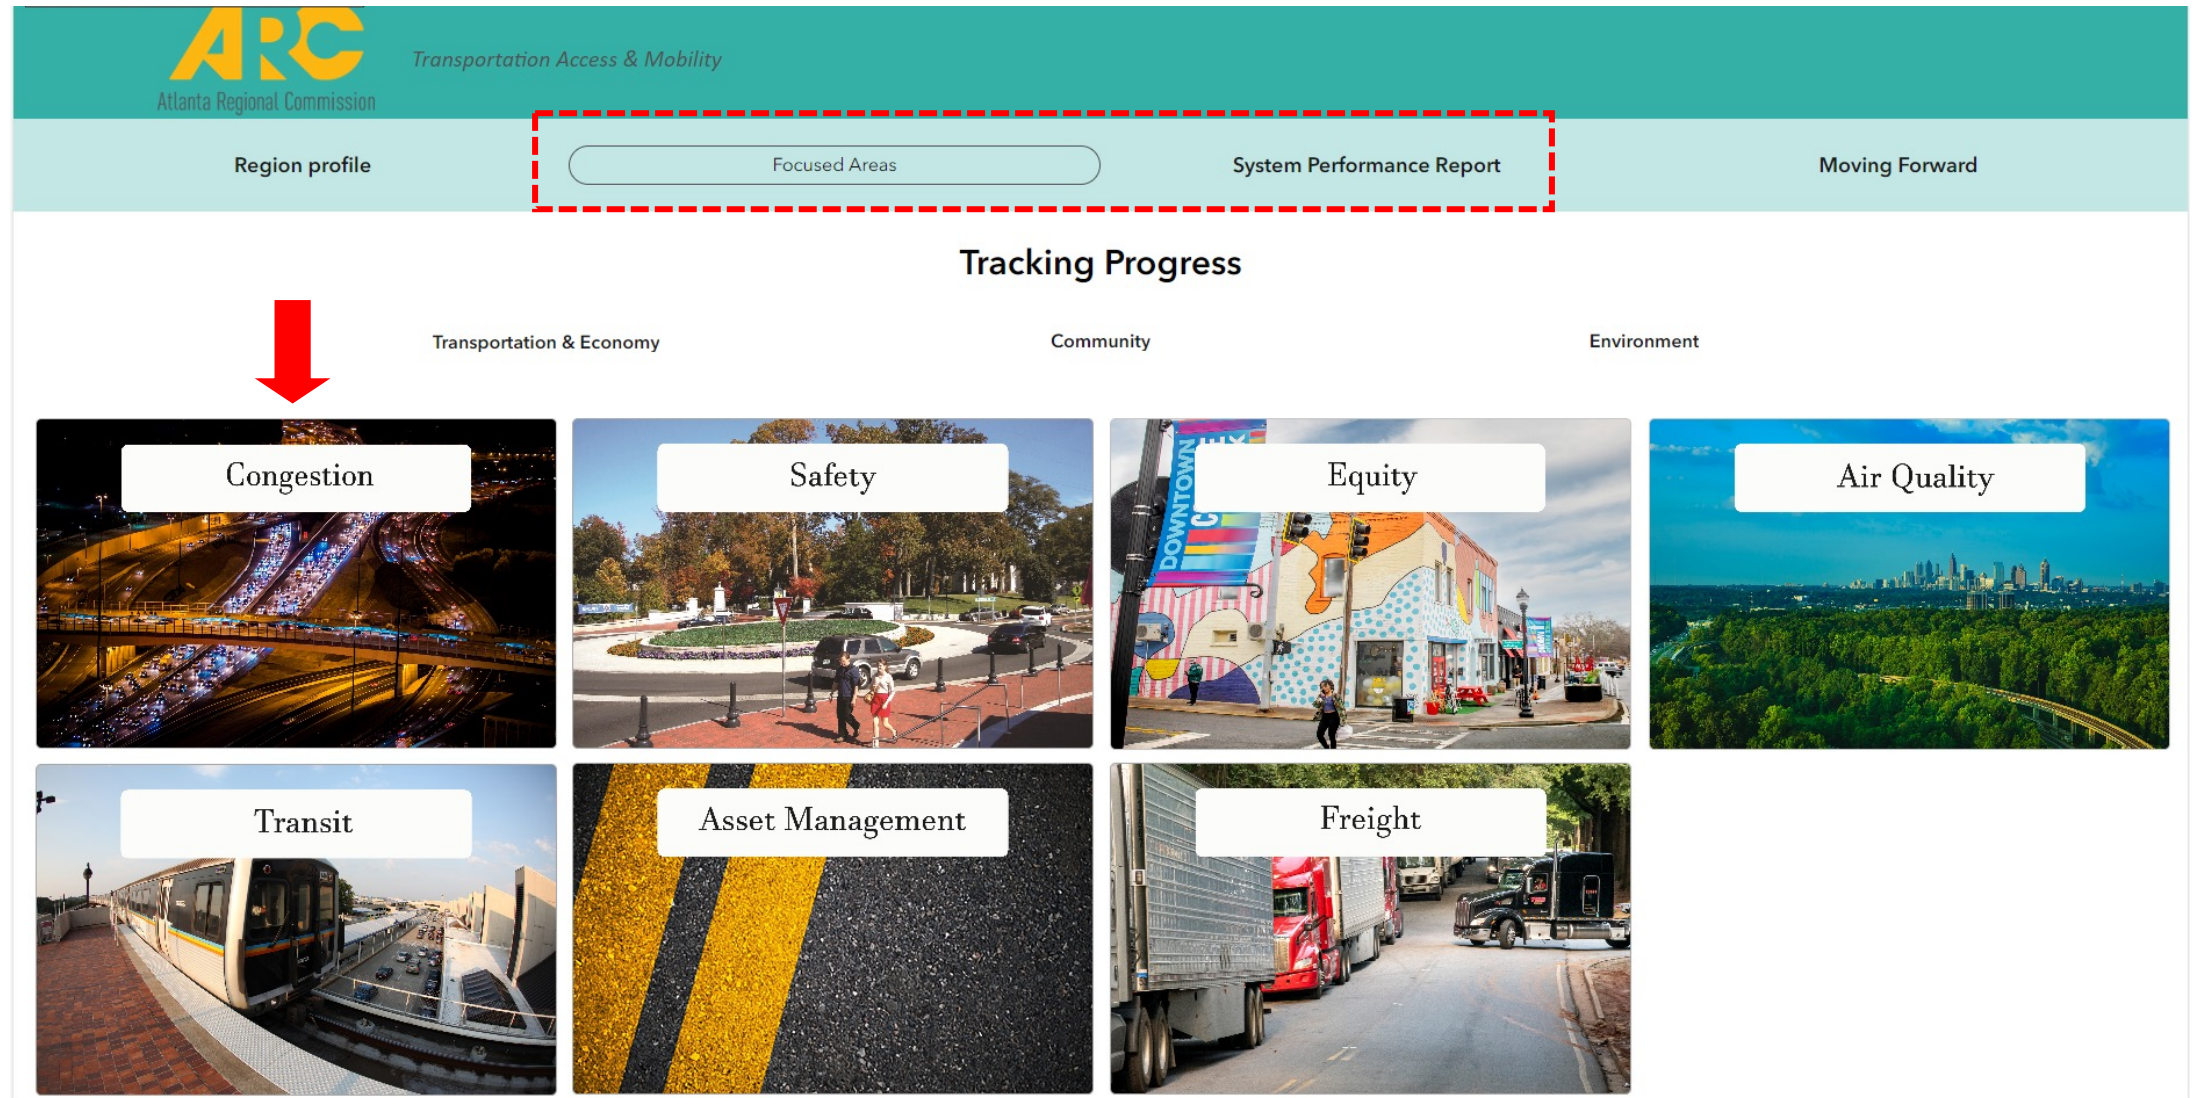 ARC
Atlanta Regional Commission
Transportation Access & Mobility
Region profile
Focused Areas
System Performance Report
Moving Forward
Tracking Progress
Transportation & Economy
Community
Environment
Congestion
Safety
Equity
DOWNTOWN
Air Quality
Transit
Asset Management
Freight